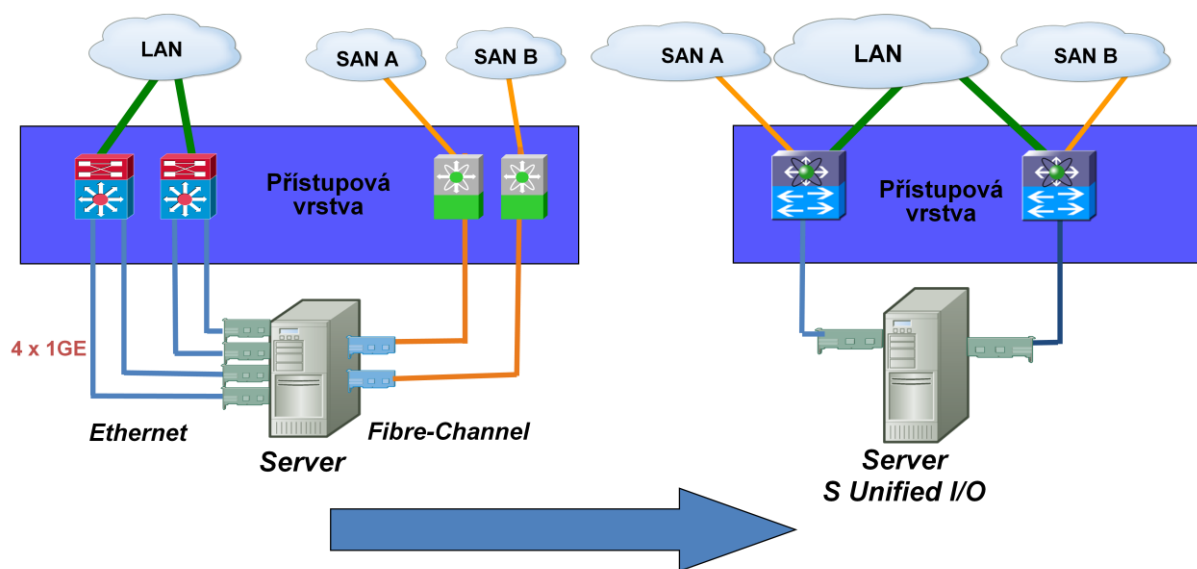 LAN
SAN A
SAN B
Přístupová
vrstva
4 x 1GE
Ethernet
Server
Fibre-Channel
SAN A
LAN
SAN B
Přístupová
vrstva
Server
S Unified I/O